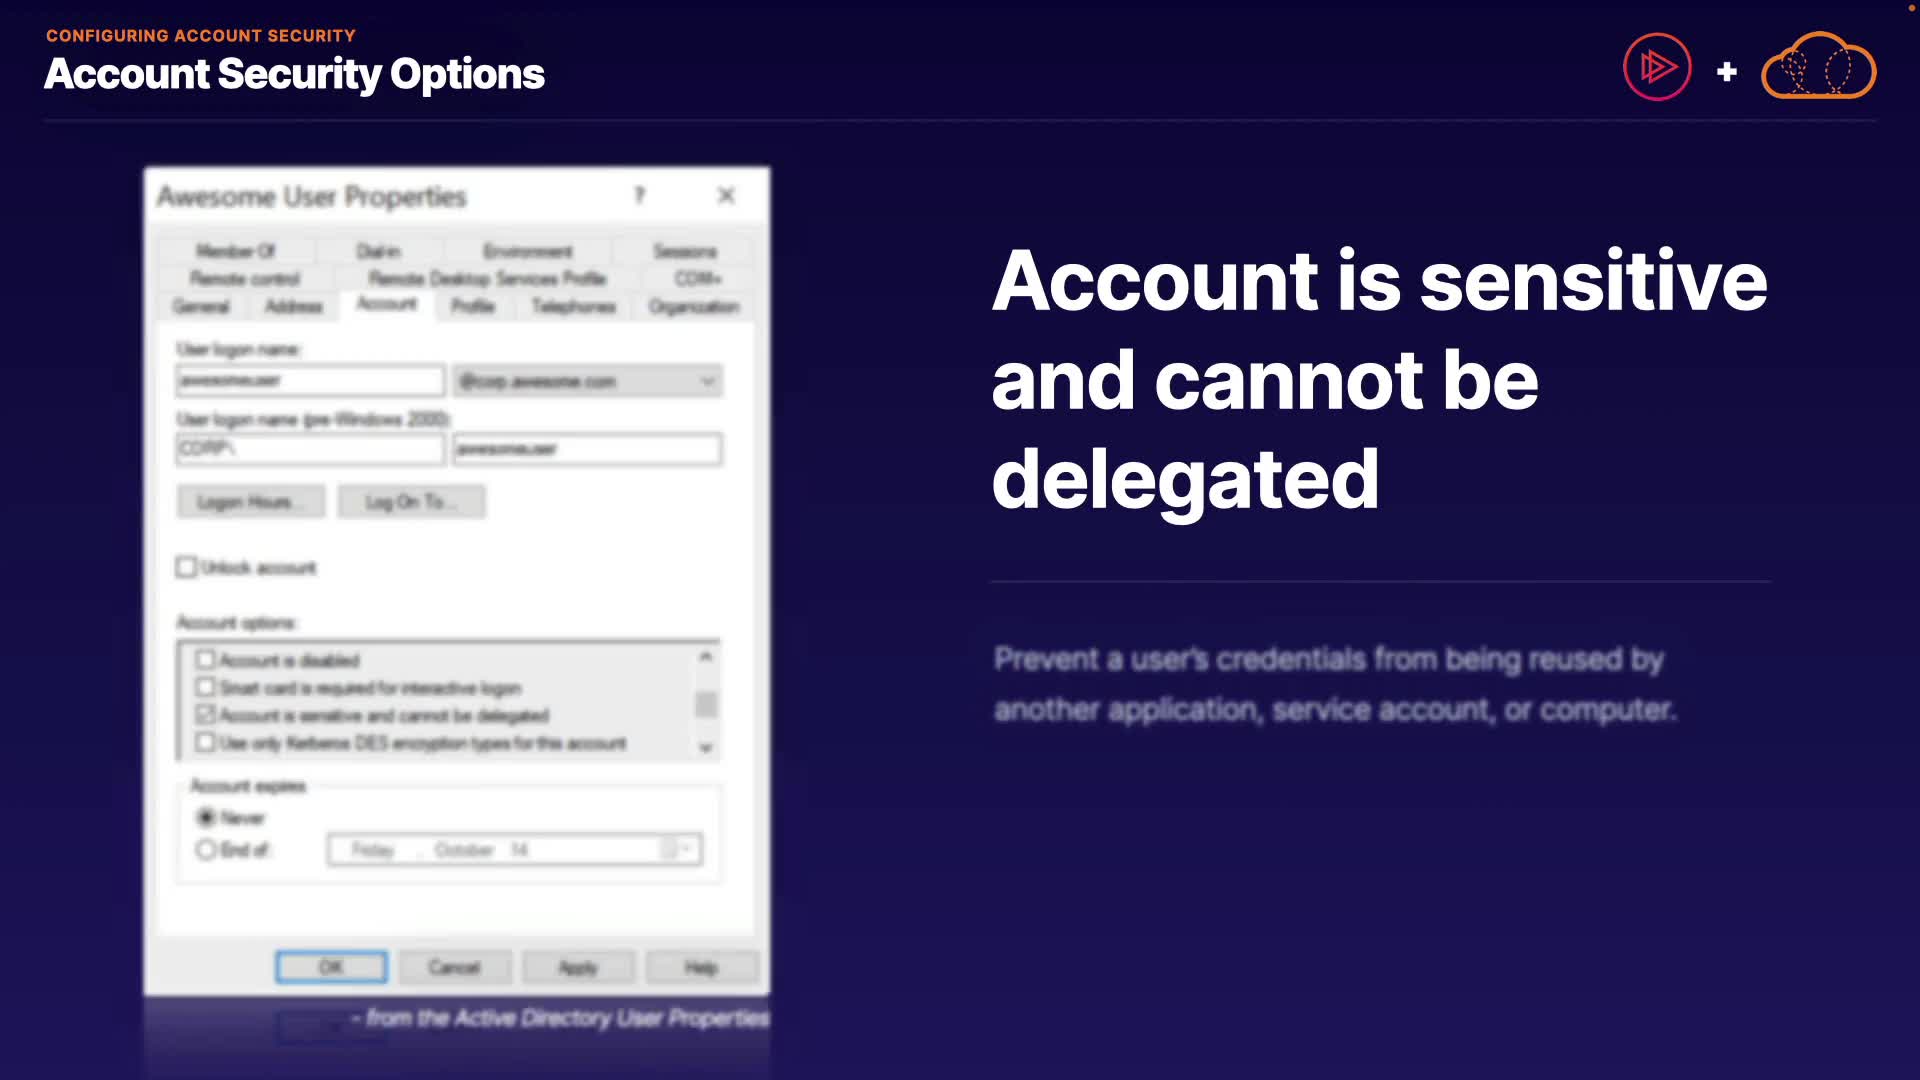 CONFIGURING ACCOUNT SECURITY
Account Security Options
Awesome User Properties
Member Of Dial-in Environment Sessions
Remote control Remote Desktop Services Profile COM+
General Address Account Profile Telephones Organization
User logon name:
awesomeuser @corp.awesome.com
User logon name (pre-Windows 2000):
CORP\ awesomeuser
Logon Hours... Log On To...
Unlock account
Account options:
Account is disabled
Smart card is required for interactive logon
Account is sensitive and cannot be delegated
Use only Kerberos DES encryption types for this account
Account expires
Never
End of: Friday , October 14
OK Cancel Apply Help
- from the Active Directory User Properties
Account is sensitive
and cannot be
delegated
Prevent a user's credentials from being reused by
another application, service account, or computer.